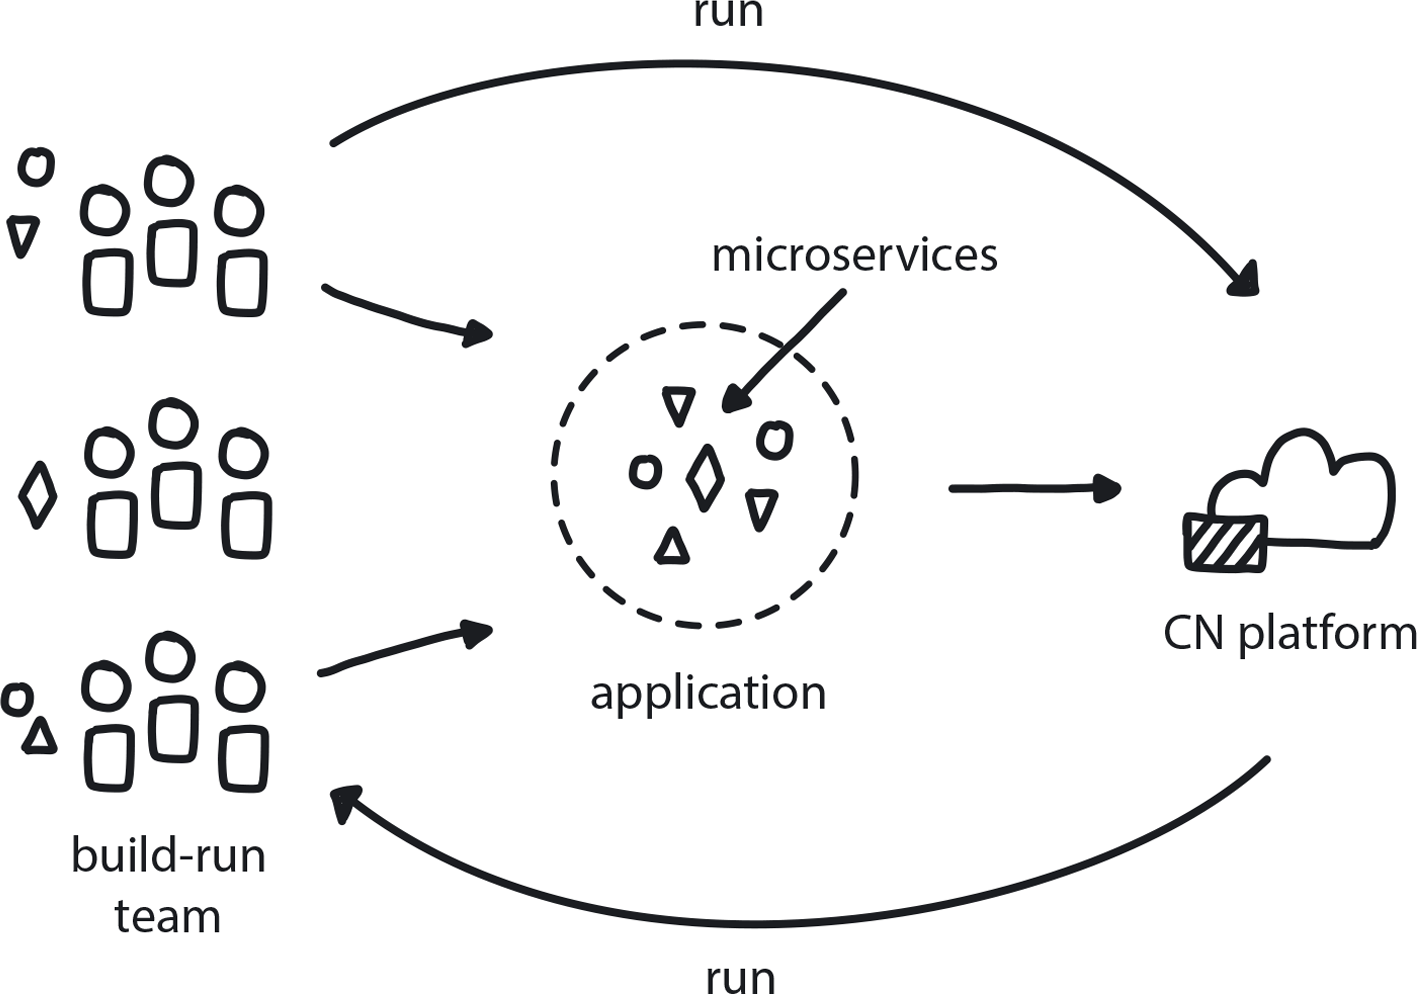 run
microservices
CN platform
application
build-run
team
run